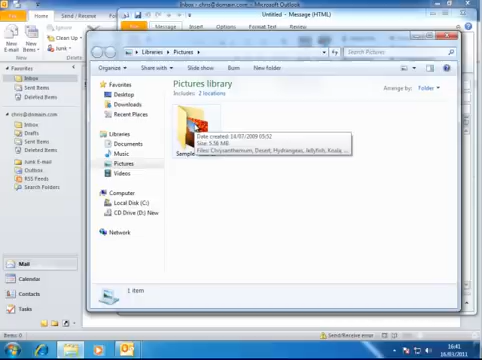 Inbox - chris@domain.com - Microsoft Outlook
Untitled - Message (HTML)
File
Home
Send / Receive
Message
Insert
Options
Format Text
Review
New
Items
New E-mail
Clean Up
Junk
Favorites
Inbox
Sent Items
Deleted Items
chris@domain.com
Inbox
Drafts
Sent Items
Deleted Items
Junk E-mail
Outbox
RSS Feeds
Search Folders
Mail
Calendar
Contacts
Tasks
Items: 0
Send/Receive error
Libraries
Pictures
Search Pictures
Organize
Share with
Slide show
Burn
New folder
Favorites
Desktop
Downloads
Recent Places
Libraries
Documents
Music
Pictures
Videos
Computer
Local Disk (C:)
CD Drive (D:) New
Network
Pictures library
Includes: 2 locations
Arrange by: Folder
Sample
Date created: 14/07/2009 05:52
Size: 5.58 MB
Files: Chrysanthemum, Desert, Hydrangeas, Jellyfish, Koala, ...
1 item
16:41
16/03/2011